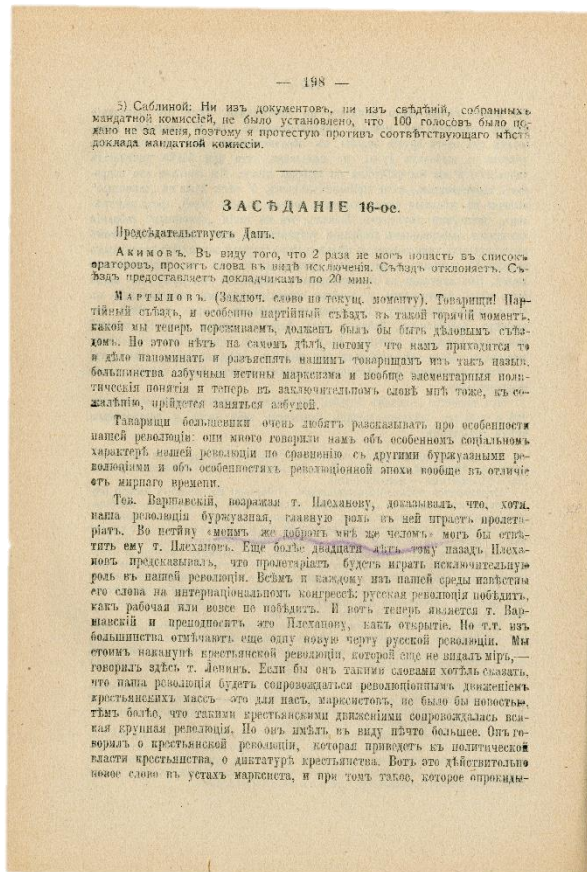 — 198 —
5) Саблиной: Ни изъ документовъ, ни изъ свѣдѣній, собранныхъ
мандатной комиссіей, не было установлено, что 100 голосовъ было по-
дано не за меня, поэтому я протестую противъ соотвѣтствующаго мѣста
доклада мандатной комиссіи.
ЗАСѢДАНІЕ 16-ое.
Предсѣдательствуетъ Данъ.
Акимовъ. Въ виду того, что 2 раза не могъ попасть въ списокъ
ораторовъ, проситъ слова въ видѣ исключенія. Съѣздъ отклоняетъ. Съ-
ѣздъ предоставляетъ докладчикамъ по 20 мин.
Мартыновъ. (Заключ. слово по текущ. моменту). Товарищи! Пар-
тійный съѣздъ, и особенно партійный съѣздъ въ такой горячій моментъ,
какой мы теперь переживаемъ, долженъ былъ бы быть дѣловымъ съѣз-
домъ. Но этого нѣтъ на самомъ дѣлѣ, потому что намъ приходится то
и дѣло напоминать и разъяснять нашимъ товарищамъ изъ такъ назыв.
большинства азбучныя истины марксизма и вообще элементарныя поли-
тическія понятія и теперь въ заключительномъ словѣ мнѣ тоже, къ со-
жалѣнію, прійдется заняться азбукой.
Товарищи большевики очень любятъ разсказывать про особенности
нашей революціи: они много говорили намъ объ особенномъ соціальномъ
характерѣ нашей революціи по сравненію съ другими буржуазными ре-
волюціями и объ особенностяхъ революціонной эпохи вообще въ отличіе
отъ мирнаго времени.
Тов. Варшавскій, возражая т. Плеханову, доказывалъ, что, хотя
наша революція буржуазная, главную роль въ ней играетъ пролета-
ріатъ. Во истину «моимъ же добромъ мнѣ же челомъ» могъ бы отвѣ-
тить ему т. Плехановъ. Еще болѣе двадцати лѣтъ тому назадъ Плеха-
новъ предсказывалъ, что пролетаріатъ будетъ играть исключительную
роль въ нашей революціи. Всѣмъ и каждому изъ нашей среды извѣстны
его слова на интернаціональномъ конгрессѣ: русская революція побѣдитъ,
какъ рабочая или вовсе не побѣдитъ. И вотъ теперь является т. Вар-
шавскій и преподноситъ это Плеханову, какъ открытіе. Но т.т. изъ
большинства отмѣчаютъ еще одну новую черту русской революціи. Мы
стоимъ наканунѣ крестьянской революціи, которой еще не видалъ міръ,—
говорилъ здѣсь т. Ленинъ. Если бы онъ такими словами хотѣлъ сказать,
что наша революція будетъ сопровождаться революціоннымъ движеніемъ
крестьянскихъ массъ—это для насъ, марксистовъ, не было бы новостью,
тѣмъ болѣе, что такими крестьянскими движеніями сопровождалась вся-
кая крупная революція. Но онъ имѣлъ въ виду нѣчто большее. Онъ го-
ворилъ о крестьянской революціи, которая приведетъ къ политической
власти крестьянства, о диктатурѣ крестьянства. Вотъ это дѣйствительно
новое слово въ устахъ марксиста, и при томъ такое, которое опрокиды-